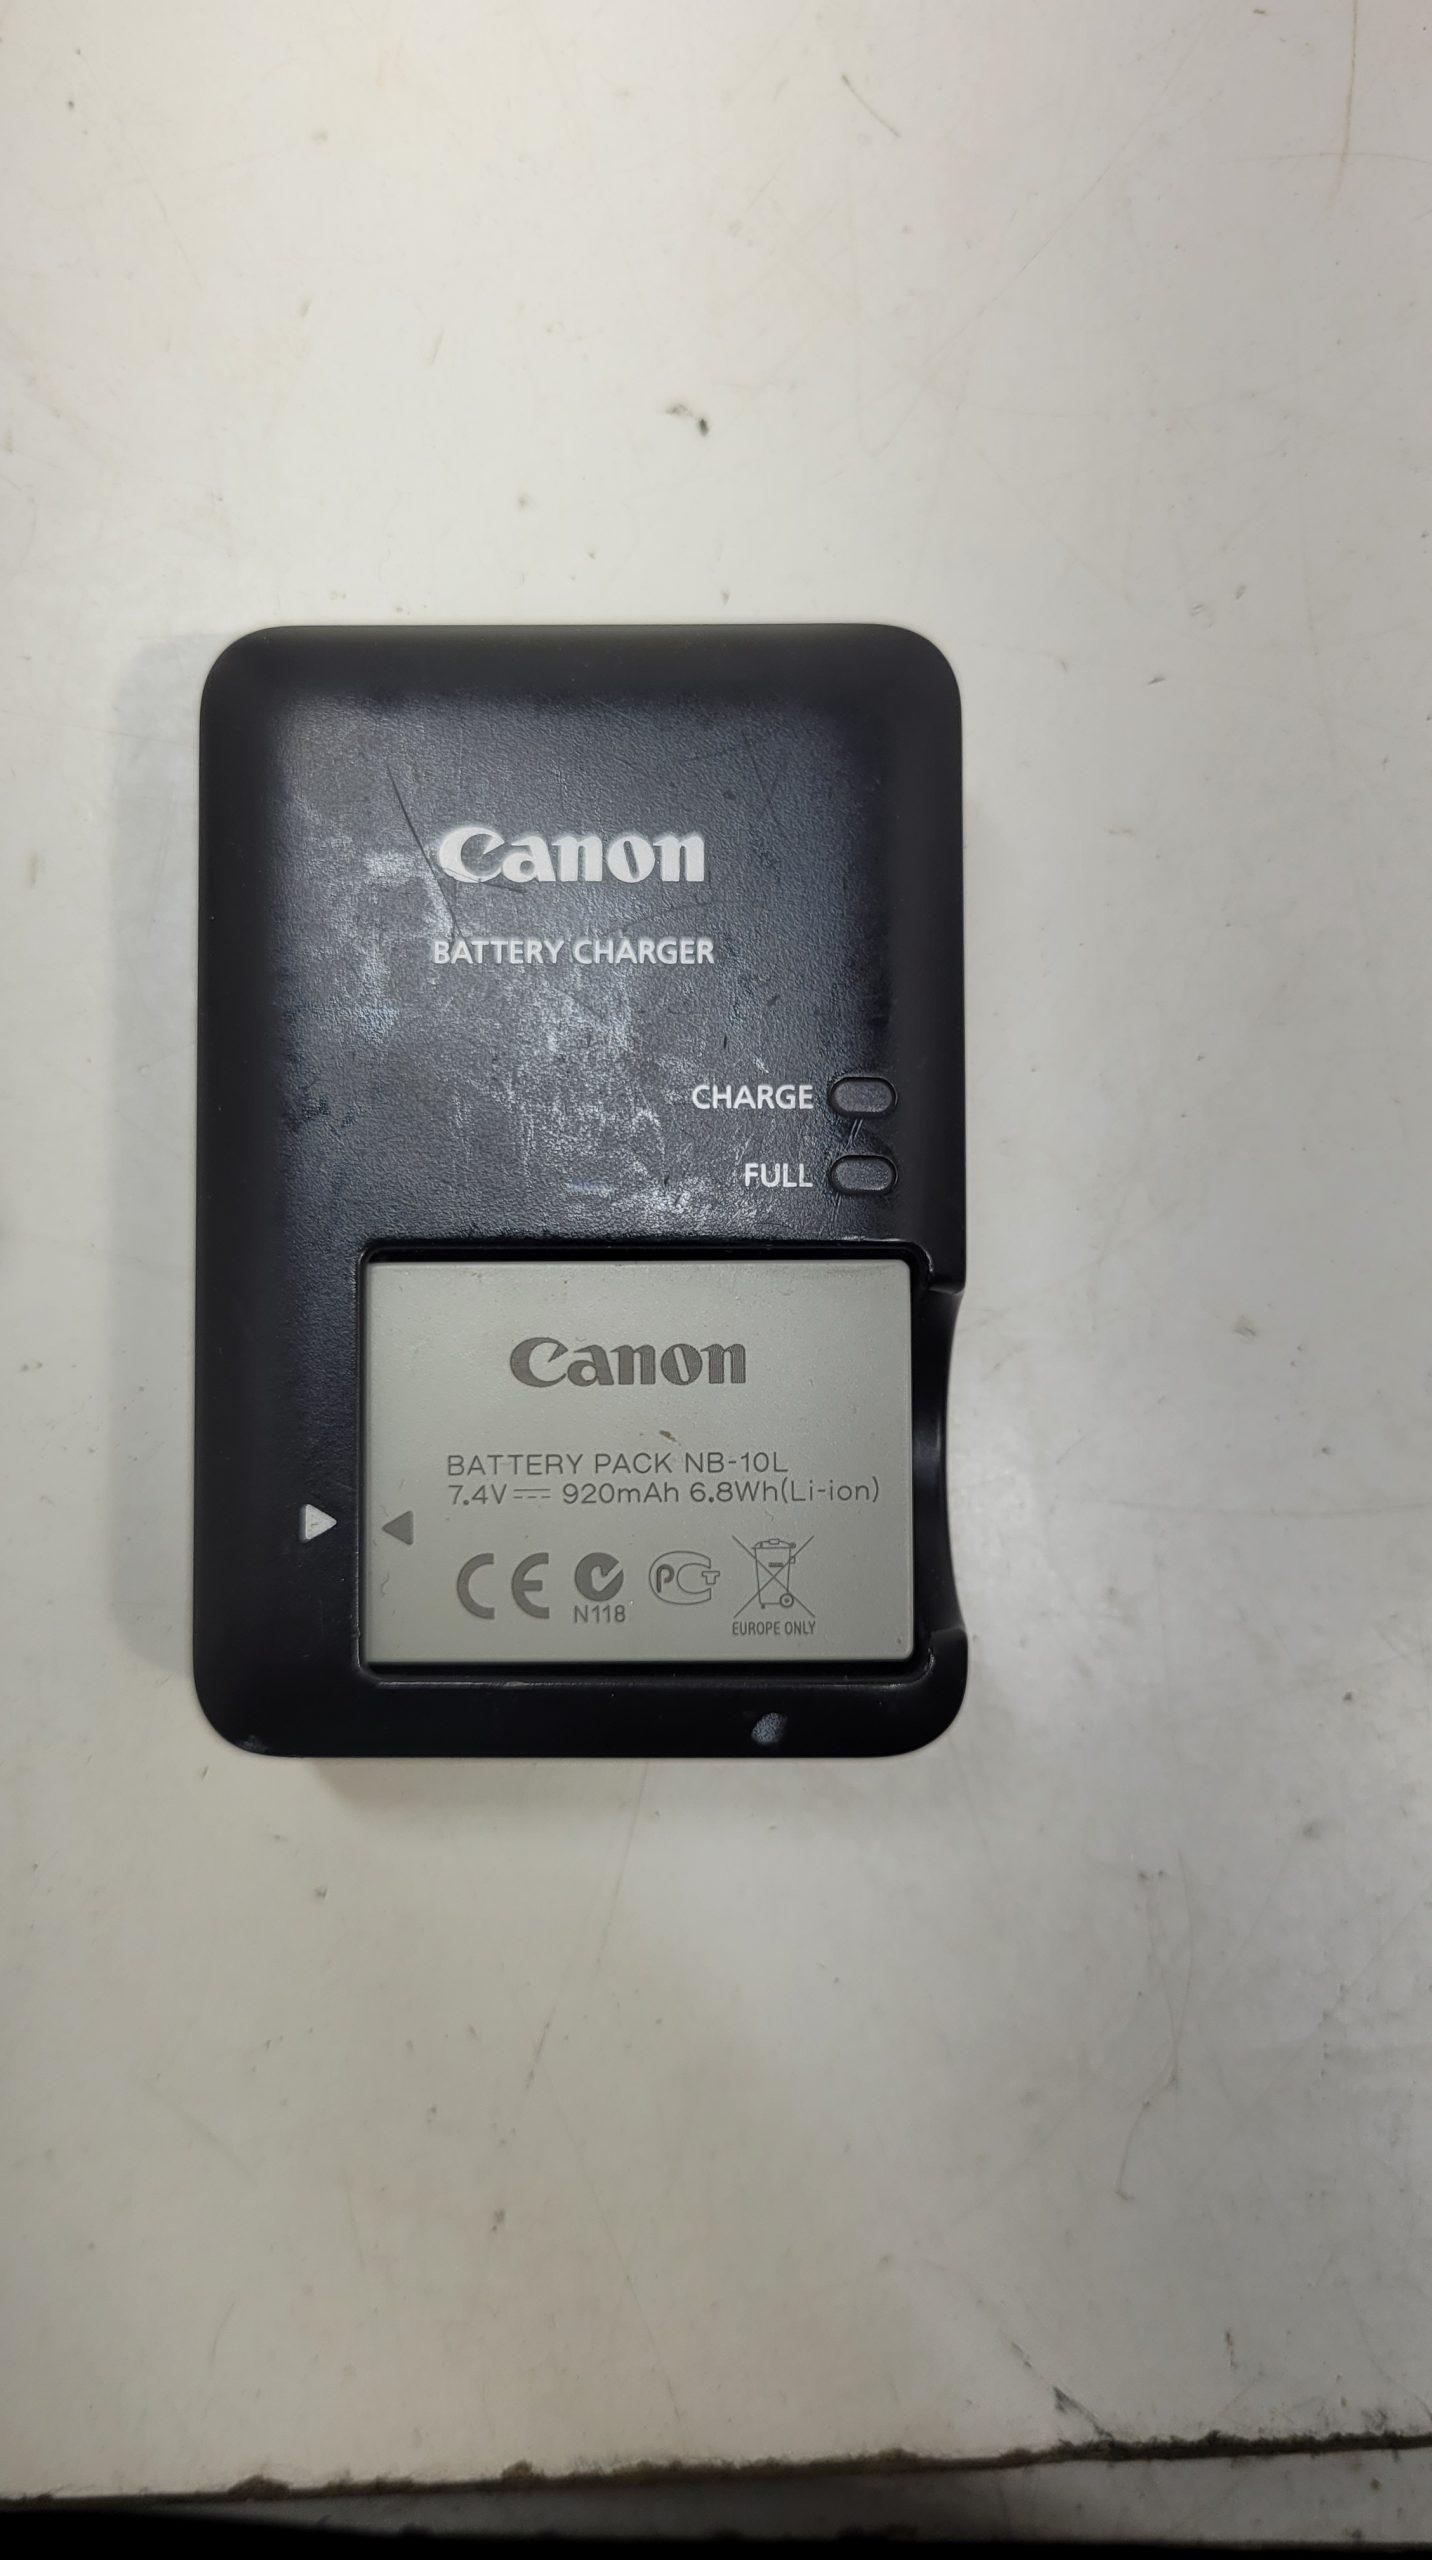 Canon
BATTERY CHARGER
CHARGE
FULL
Canon
BATTERY PACK NB-10L
7.4V⎓ 920mAh 6.8Wh(Li-ion)
CE N118 PCT
EUROPE ONLY